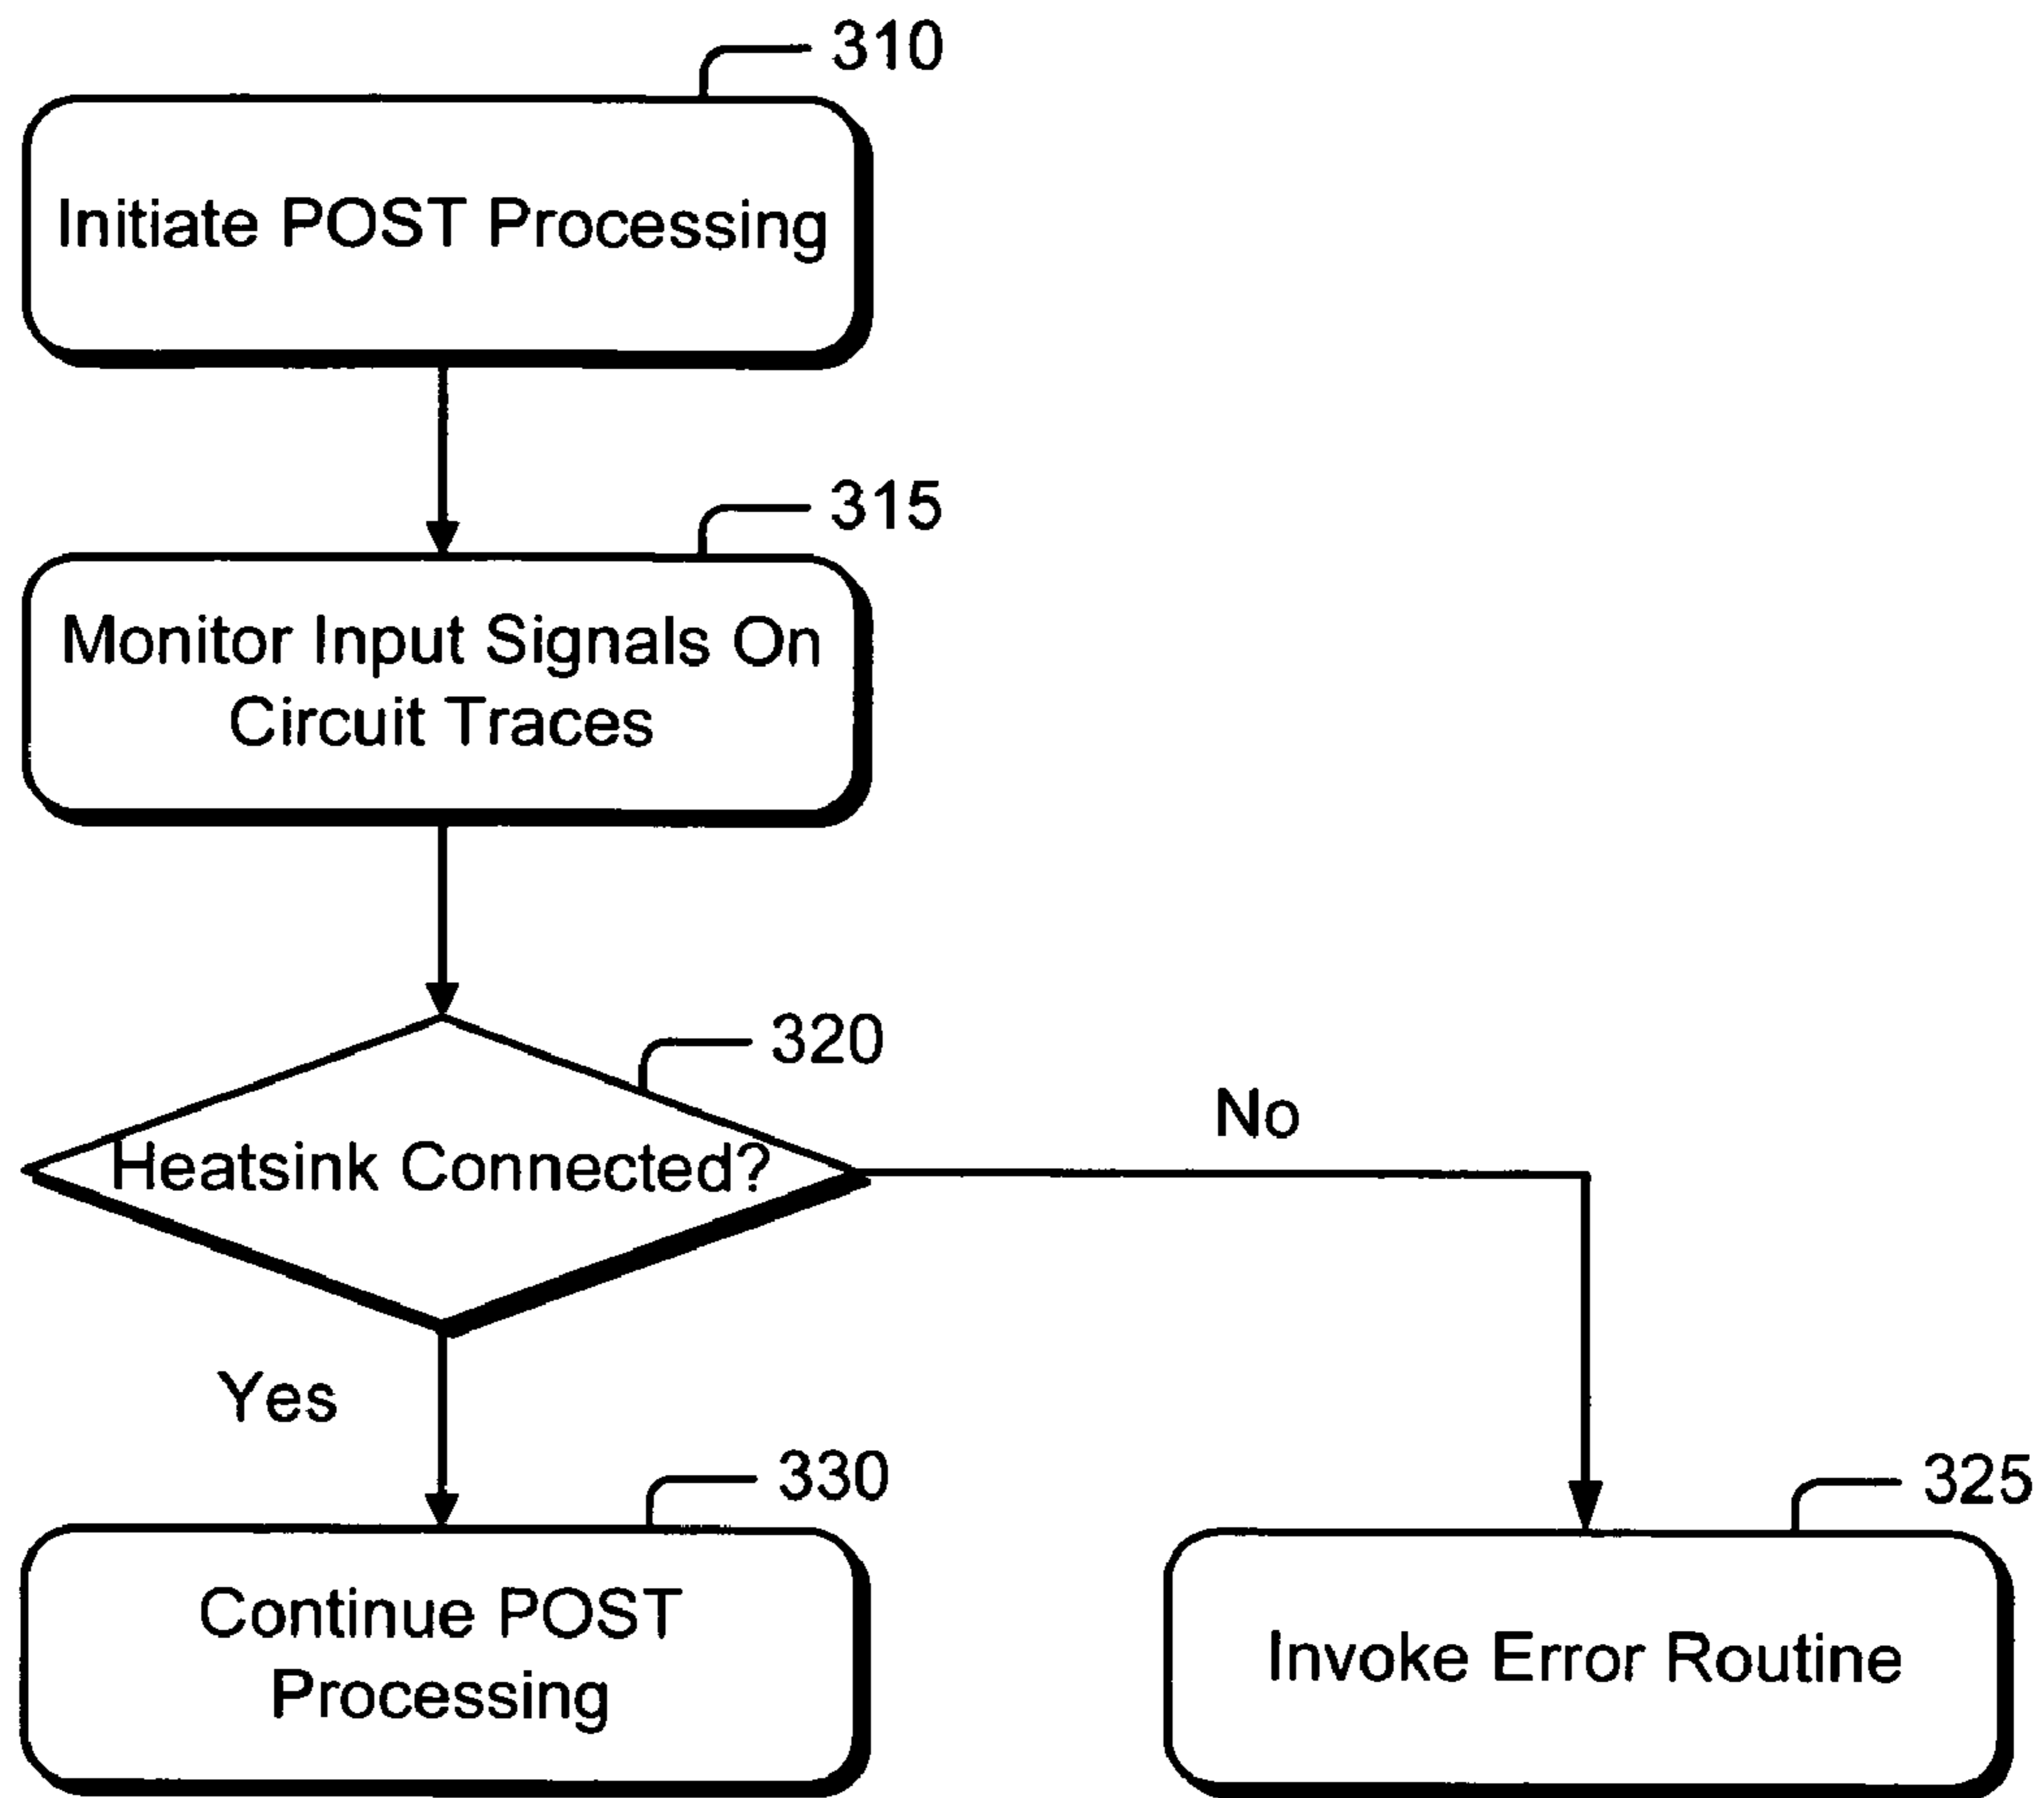 310
Initiate POST Processing
315
Monitor Input Signals On
Circuit Traces
320
Heatsink Connected?
No
Yes
330
Continue POST
Processing
325
Invoke Error Routine